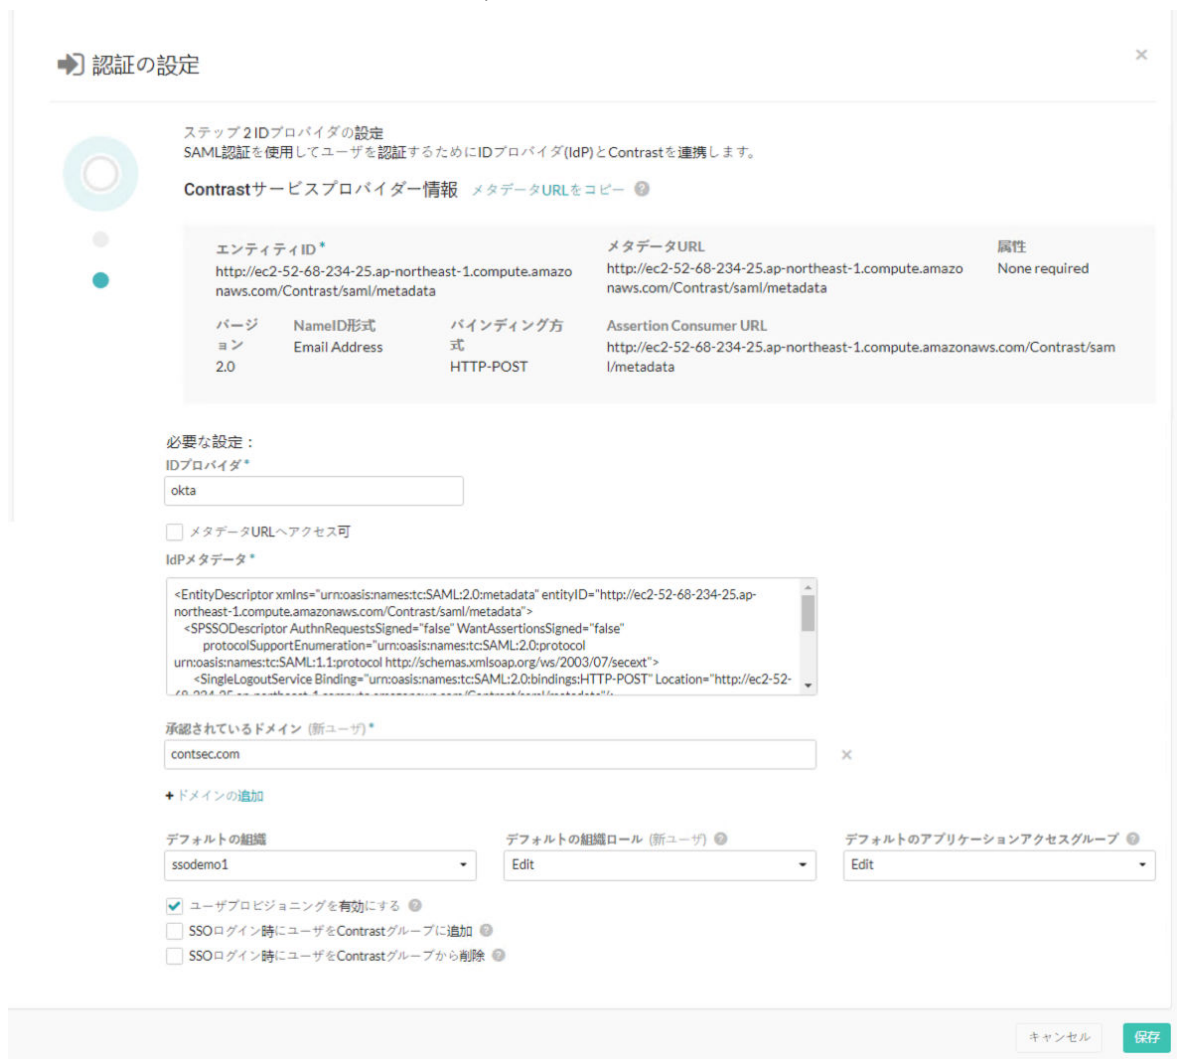 認証の設定
×
ステップ 2 IDプロバイダの設定
SAML認証を使用してユーザを認証するためにIDプロバイダ(IdP)とContrastを連携します。
Contrastサービスプロバイダー情報 メタデータURLをコピー ?
エンティティID *
http://ec2-52-68-234-25.ap-northeast-1.compute.amazo
naws.com/Contrast/saml/metadata
メタデータURL
http://ec2-52-68-234-25.ap-northeast-1.compute.amazo
naws.com/Contrast/saml/metadata
属性
None required
バージ
ョン
2.0
NameID形式
Email Address
バインディング方
式
HTTP-POST
Assertion Consumer URL
http://ec2-52-68-234-25.ap-northeast-1.compute.amazonaws.com/Contrast/sam
l/metadata
必要な設定：
IDプロバイダ *
okta
メタデータURLへアクセス可
IdPメタデータ *
<EntityDescriptor xmlns="urn:oasis:names:tc:SAML:2.0:metadata" entityID="http://ec2-52-68-234-25.ap-
northeast-1.compute.amazonaws.com/Contrast/saml/metadata">
<SPSSODescriptor AuthnRequestsSigned="false" WantAssertionsSigned="false"
protocolSupportEnumeration="urn:oasis:names:tc:SAML:2.0:protocol
urn:oasis:names:tc:SAML:1.1:protocol http://schemas.xmlsoap.org/ws/2003/07/secext">
<SingleLogoutService Binding="urn:oasis:names:tc:SAML:2.0:bindings:HTTP-POST" Location="http://ec2-52-
承認されているドメイン (新ユーザ) *
contsec.com
×
+ ドメインの追加
デフォルトの組織
ssodemo1
デフォルトの組織ロール (新ユーザ) ?
Edit
デフォルトのアプリケーションアクセスグループ ?
Edit
ユーザプロビジョニングを有効にする ?
SSOログイン時にユーザをContrastグループに追加 ?
SSOログイン時にユーザをContrastグループから削除 ?
キャンセル
保存